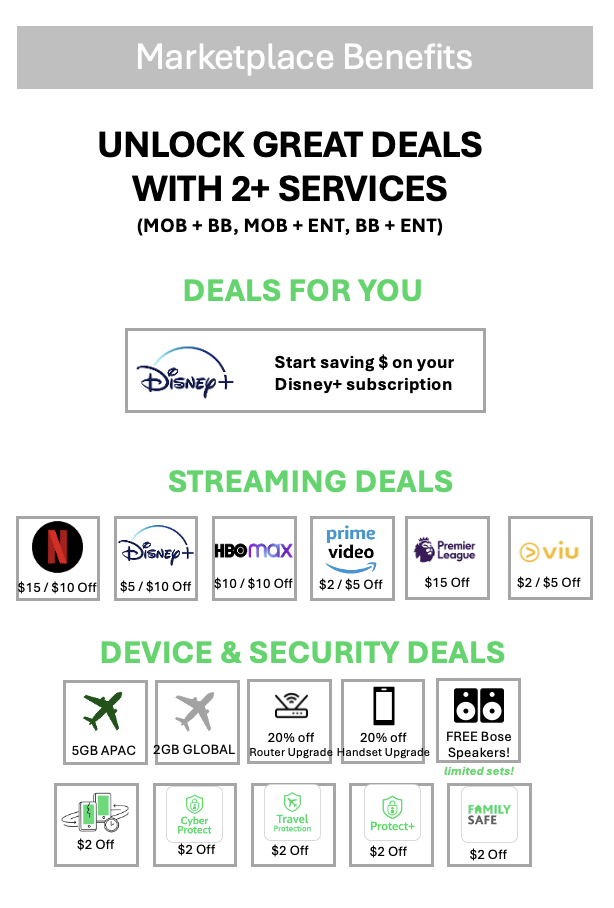 Marketplace Benefits
UNLOCK GREAT DEALS
WITH 2+ SERVICES
(MOB + BB, MOB + ENT, BB + ENT)
DEALS FOR YOU
Disney+
Start saving $ on your
Disney+ subscription
STREAMING DEALS
N
$15 / $10 Off
Disney+
$5 / $10 Off
HBO max
$10 / $10 Off
prime
video
$2 / $5 Off
Premier
League
$15 Off
viu
$2 / $5 Off
DEVICE & SECURITY DEALS
5GB APAC
2GB GLOBAL
20% off
Router Upgrade
20% off
Handset Upgrade
FREE Bose
Speakers!
limited sets!
$2 Off
Cyber
Protect
$2 Off
Travel
Protection
$2 Off
Protect+
$2 Off
FAMILY
SAFE
$2 Off